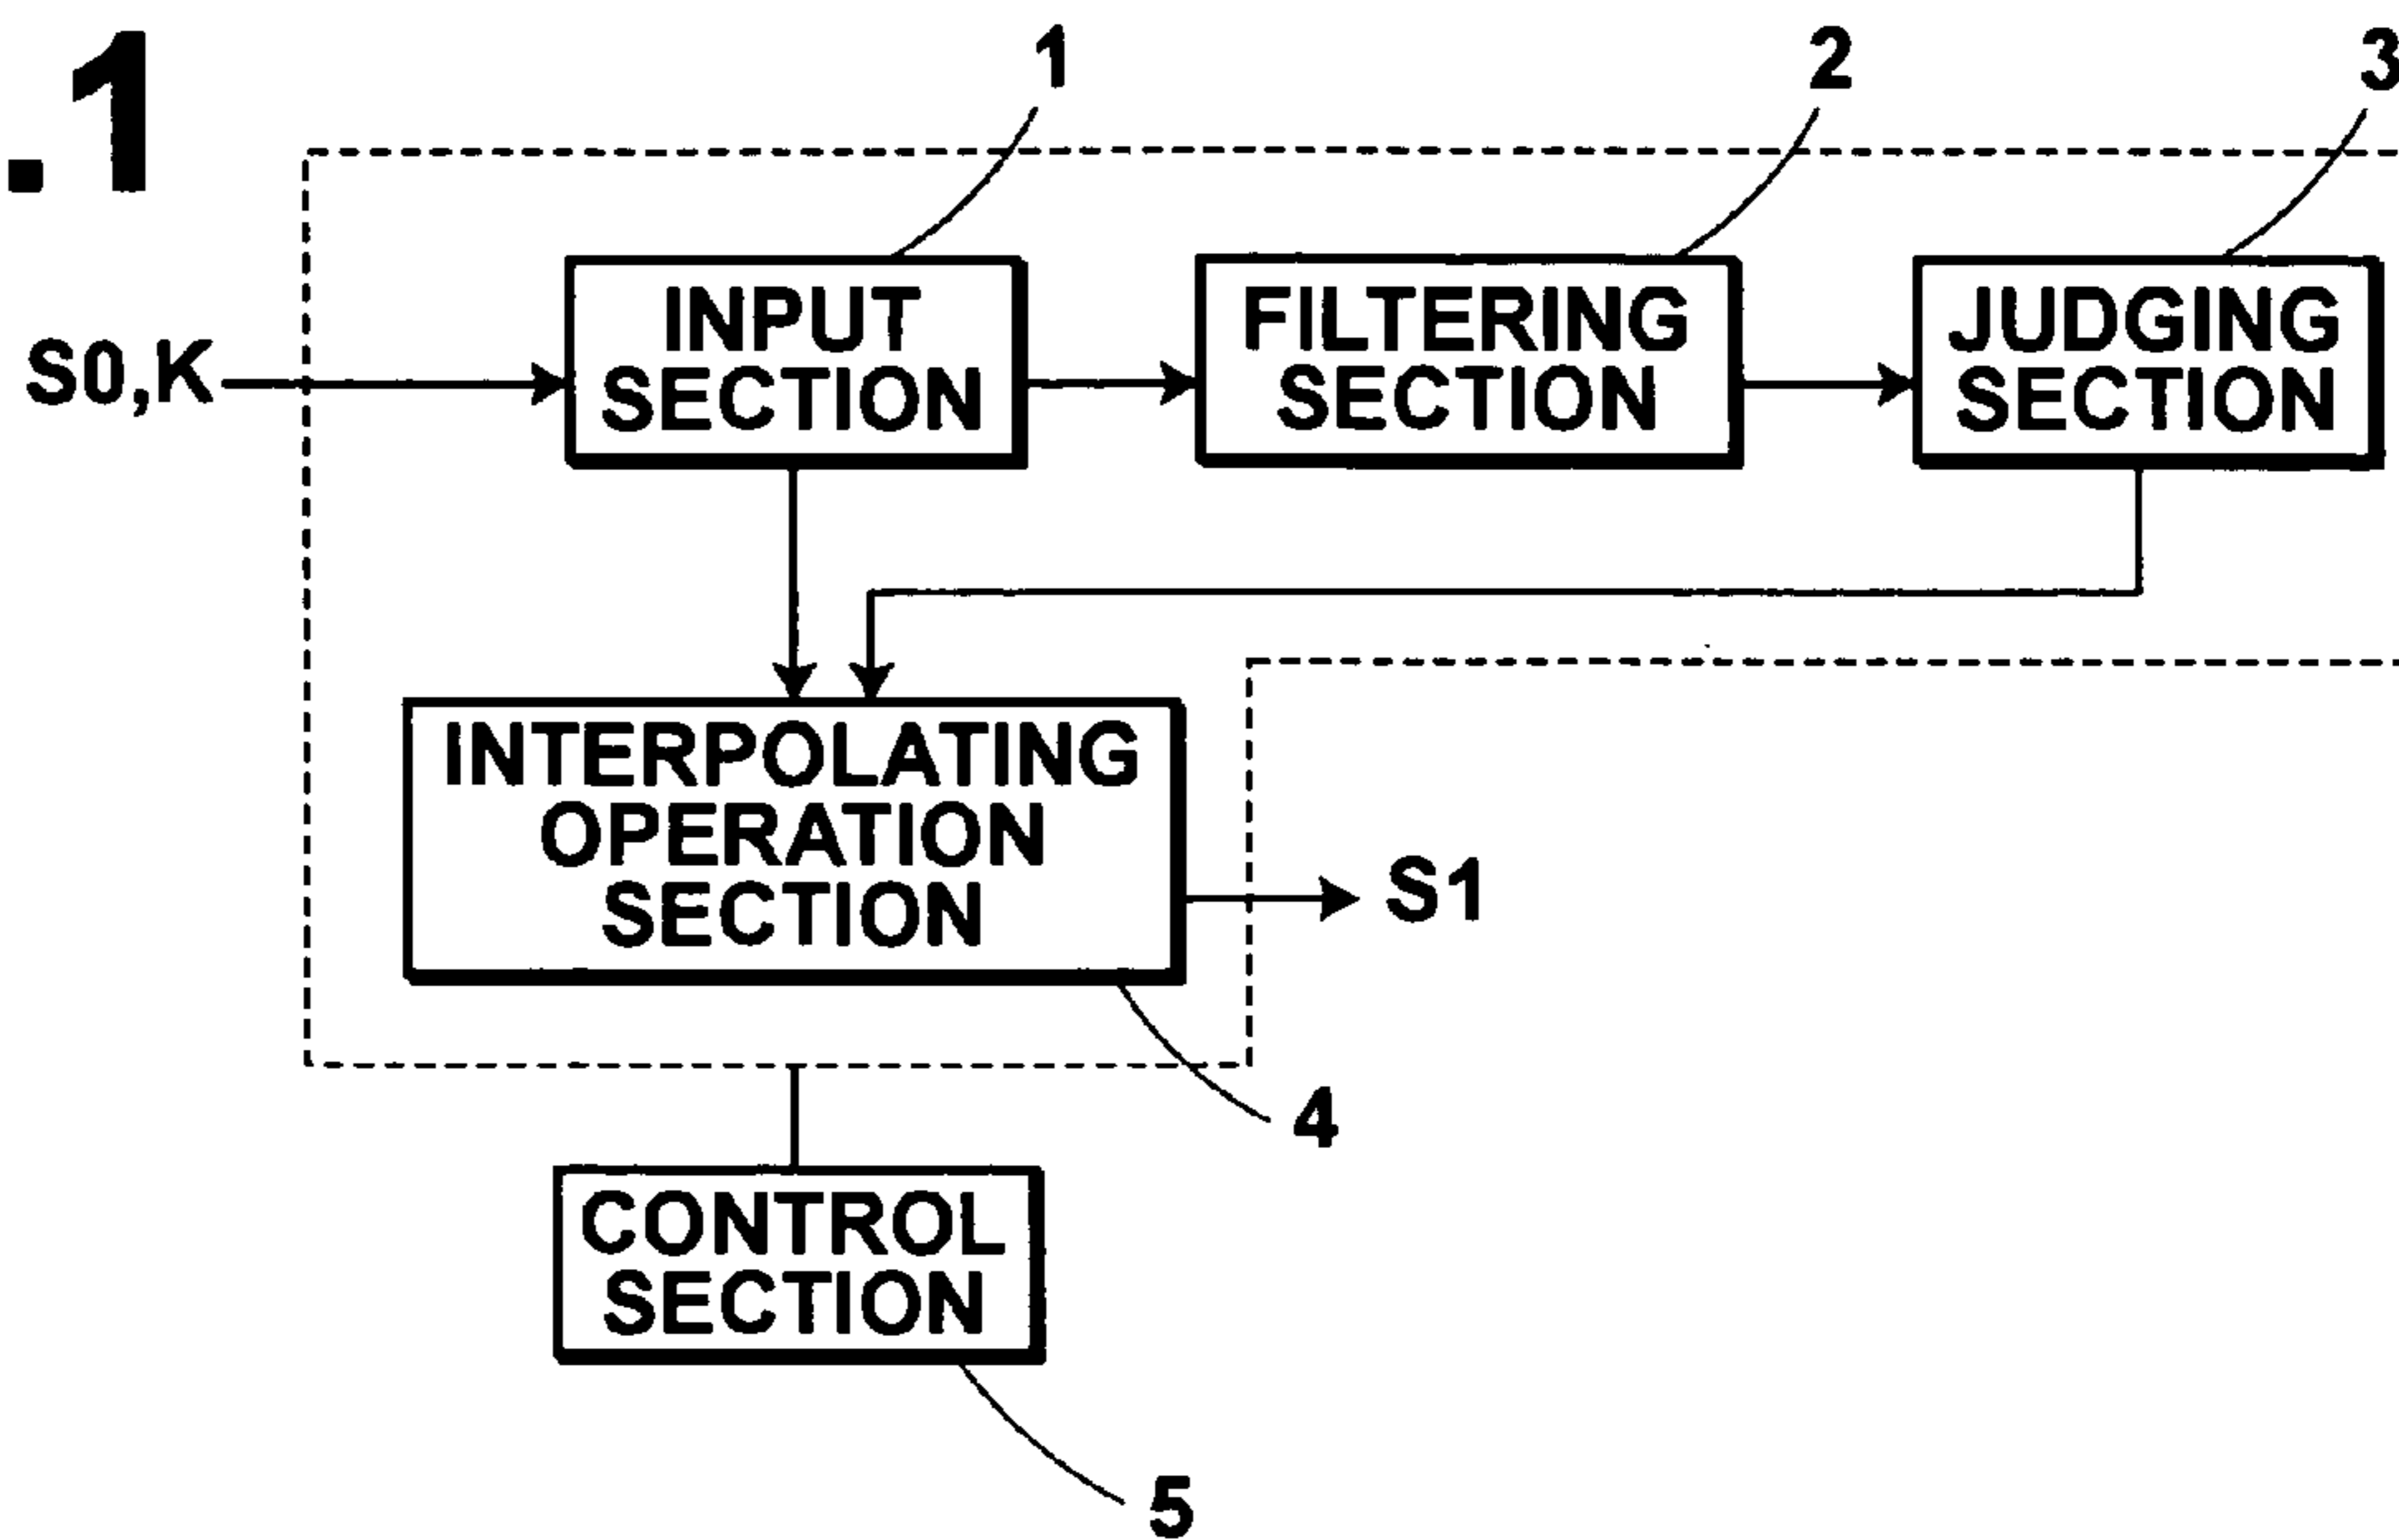 .1
1
2
3
INPUT
SECTION
FILTERING
SECTION
JUDGING
SECTION
S0,K
INTERPOLATING
OPERATION
SECTION
S1
4
CONTROL
SECTION
5